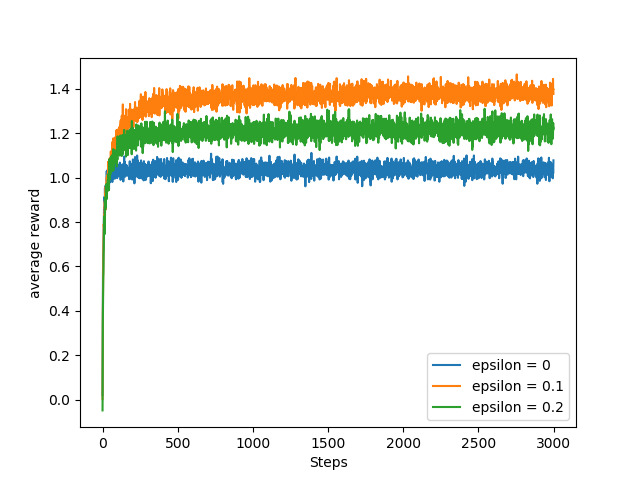 1.4
1.2
1.0
0.8
0.6
0.4
0.2
0.0
average reward
0 500 1000 1500 2000 2500 3000
Steps
epsilon = 0
epsilon = 0.1
epsilon = 0.2